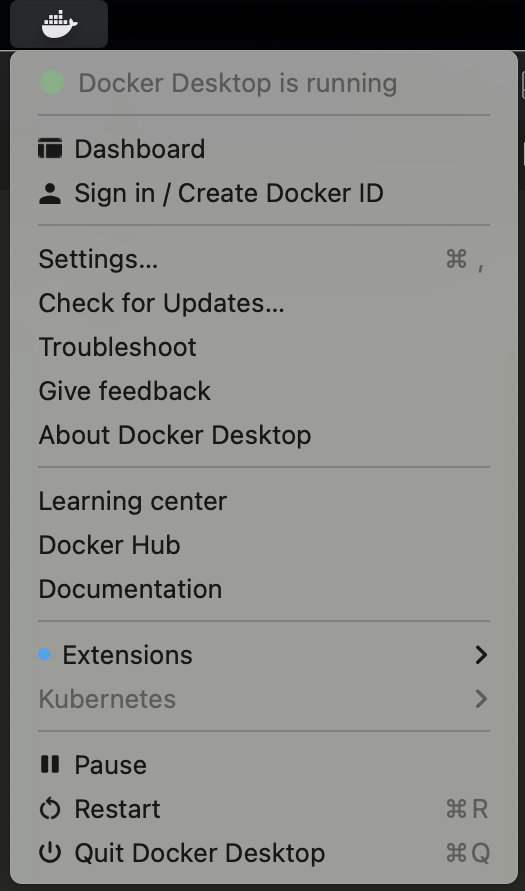 Docker Desktop is running
Dashboard
Sign in / Create Docker ID
Settings... ⌘ ,
Check for Updates...
Troubleshoot
Give feedback
About Docker Desktop
Learning center
Docker Hub
Documentation
Extensions
Kubernetes
Pause
Restart ⌘R
Quit Docker Desktop ⌘Q